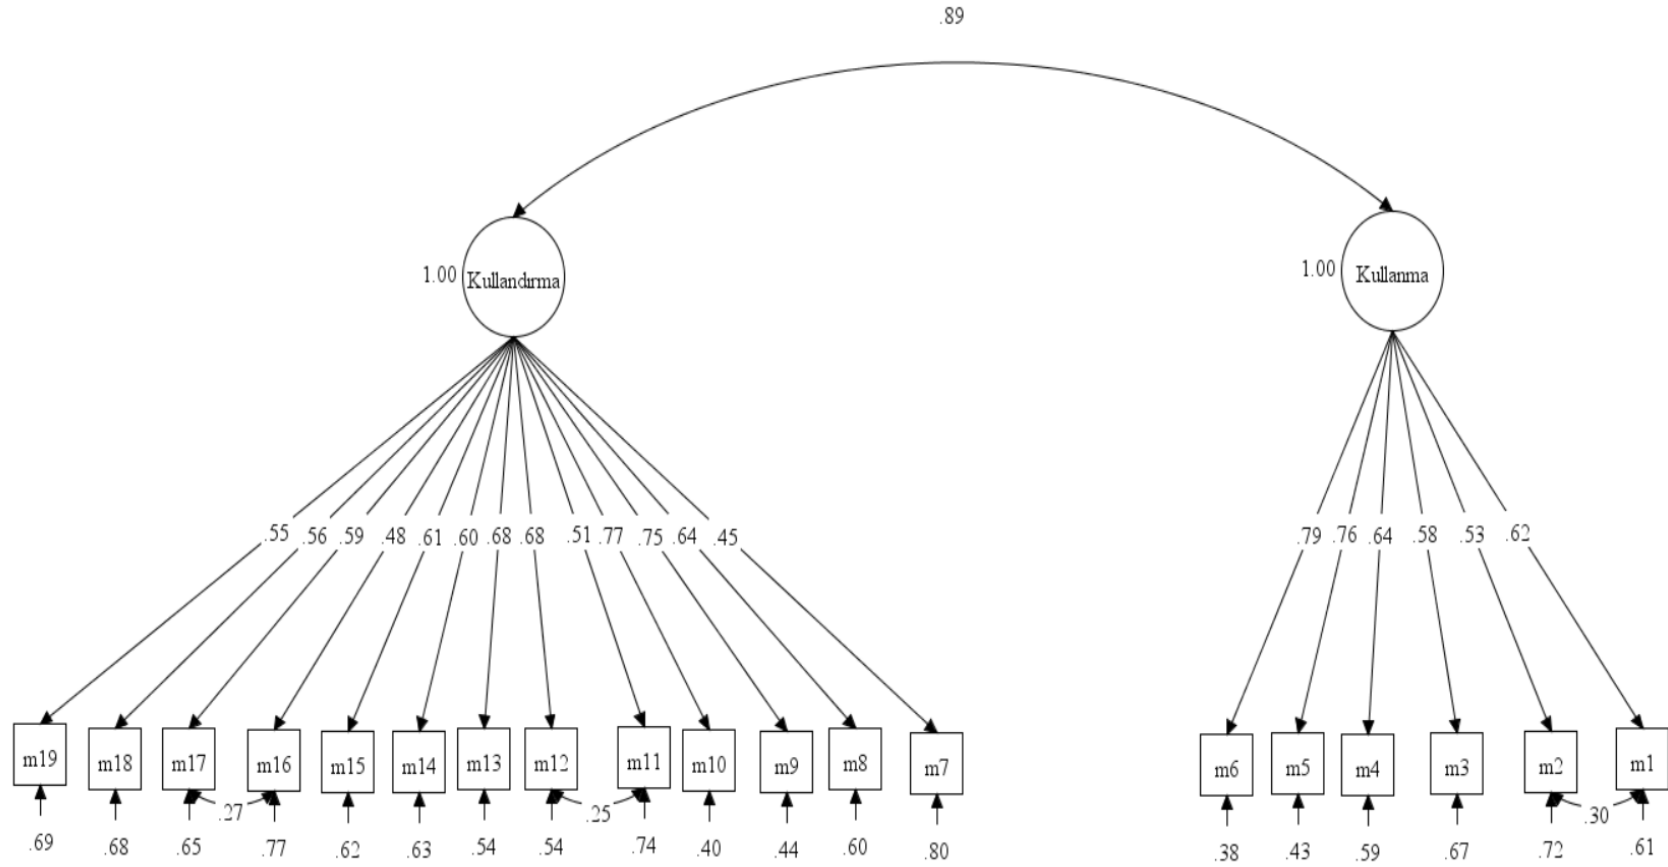 .89
1.00 Kullandırma 1.00 Kullanma
.55 .56 .59 .48 .61 .60 .68 .68 .51 .77 .75 .64 .45 .79 .76 .64 .58 .53 .62
m19 m18 m17 m16 m15 m14 m13 m12 m11 m10 m9 m8 m7 m6 m5 m4 m3 m2 m1
.27 .25 .30
.69 .68 .65 .77 .62 .63 .54 .54 .74 .40 .44 .60 .80 .38 .43 .59 .67 .72 .61